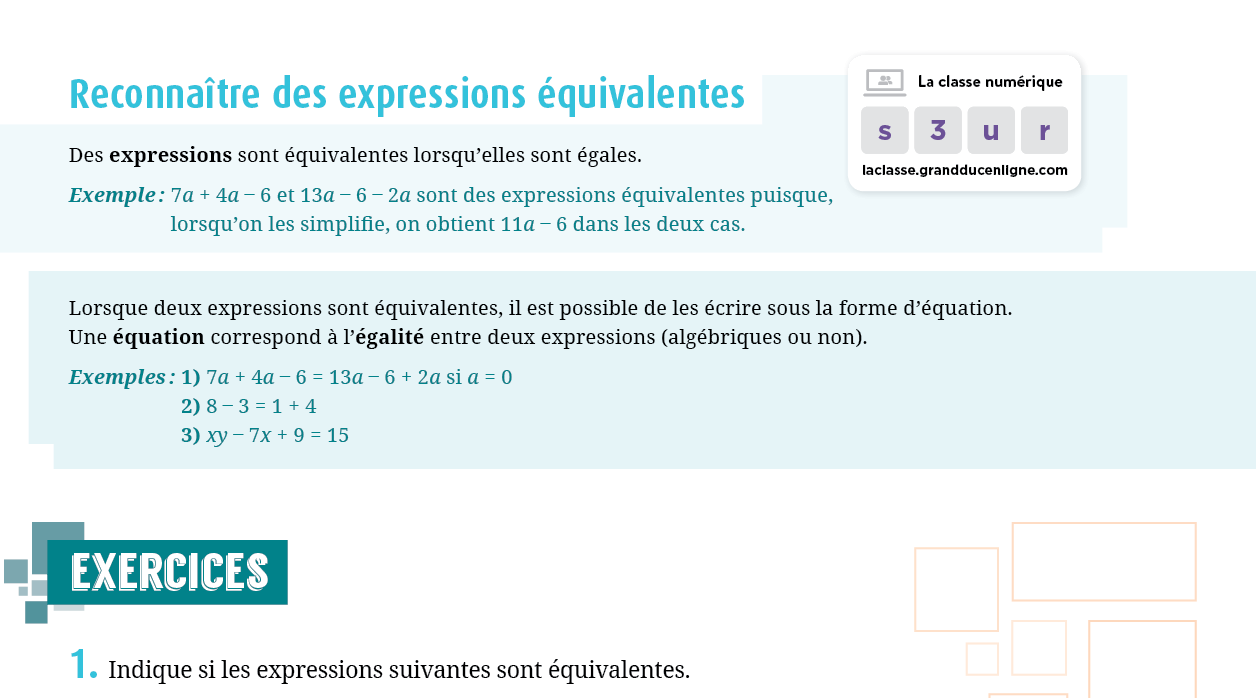 Reconnaître des expressions équivalentes
La classe numérique
s 3 u r
laclasse.grandducenligne.com
Des expressions sont équivalentes lorsqu’elles sont égales.
Exemple : 7a + 4a – 6 et 13a – 6 – 2a sont des expressions équivalentes puisque,
lorsqu’on les simplifie, on obtient 11a – 6 dans les deux cas.
Lorsque deux expressions sont équivalentes, il est possible de les écrire sous la forme d’équation.
Une équation correspond à l’égalité entre deux expressions (algébriques ou non).
Exemples : 1) 7a + 4a – 6 = 13a – 6 + 2a si a = 0
2) 8 – 3 = 1 + 4
3) xy – 7x + 9 = 15
EXERCICES
1. Indique si les expressions suivantes sont équivalentes.